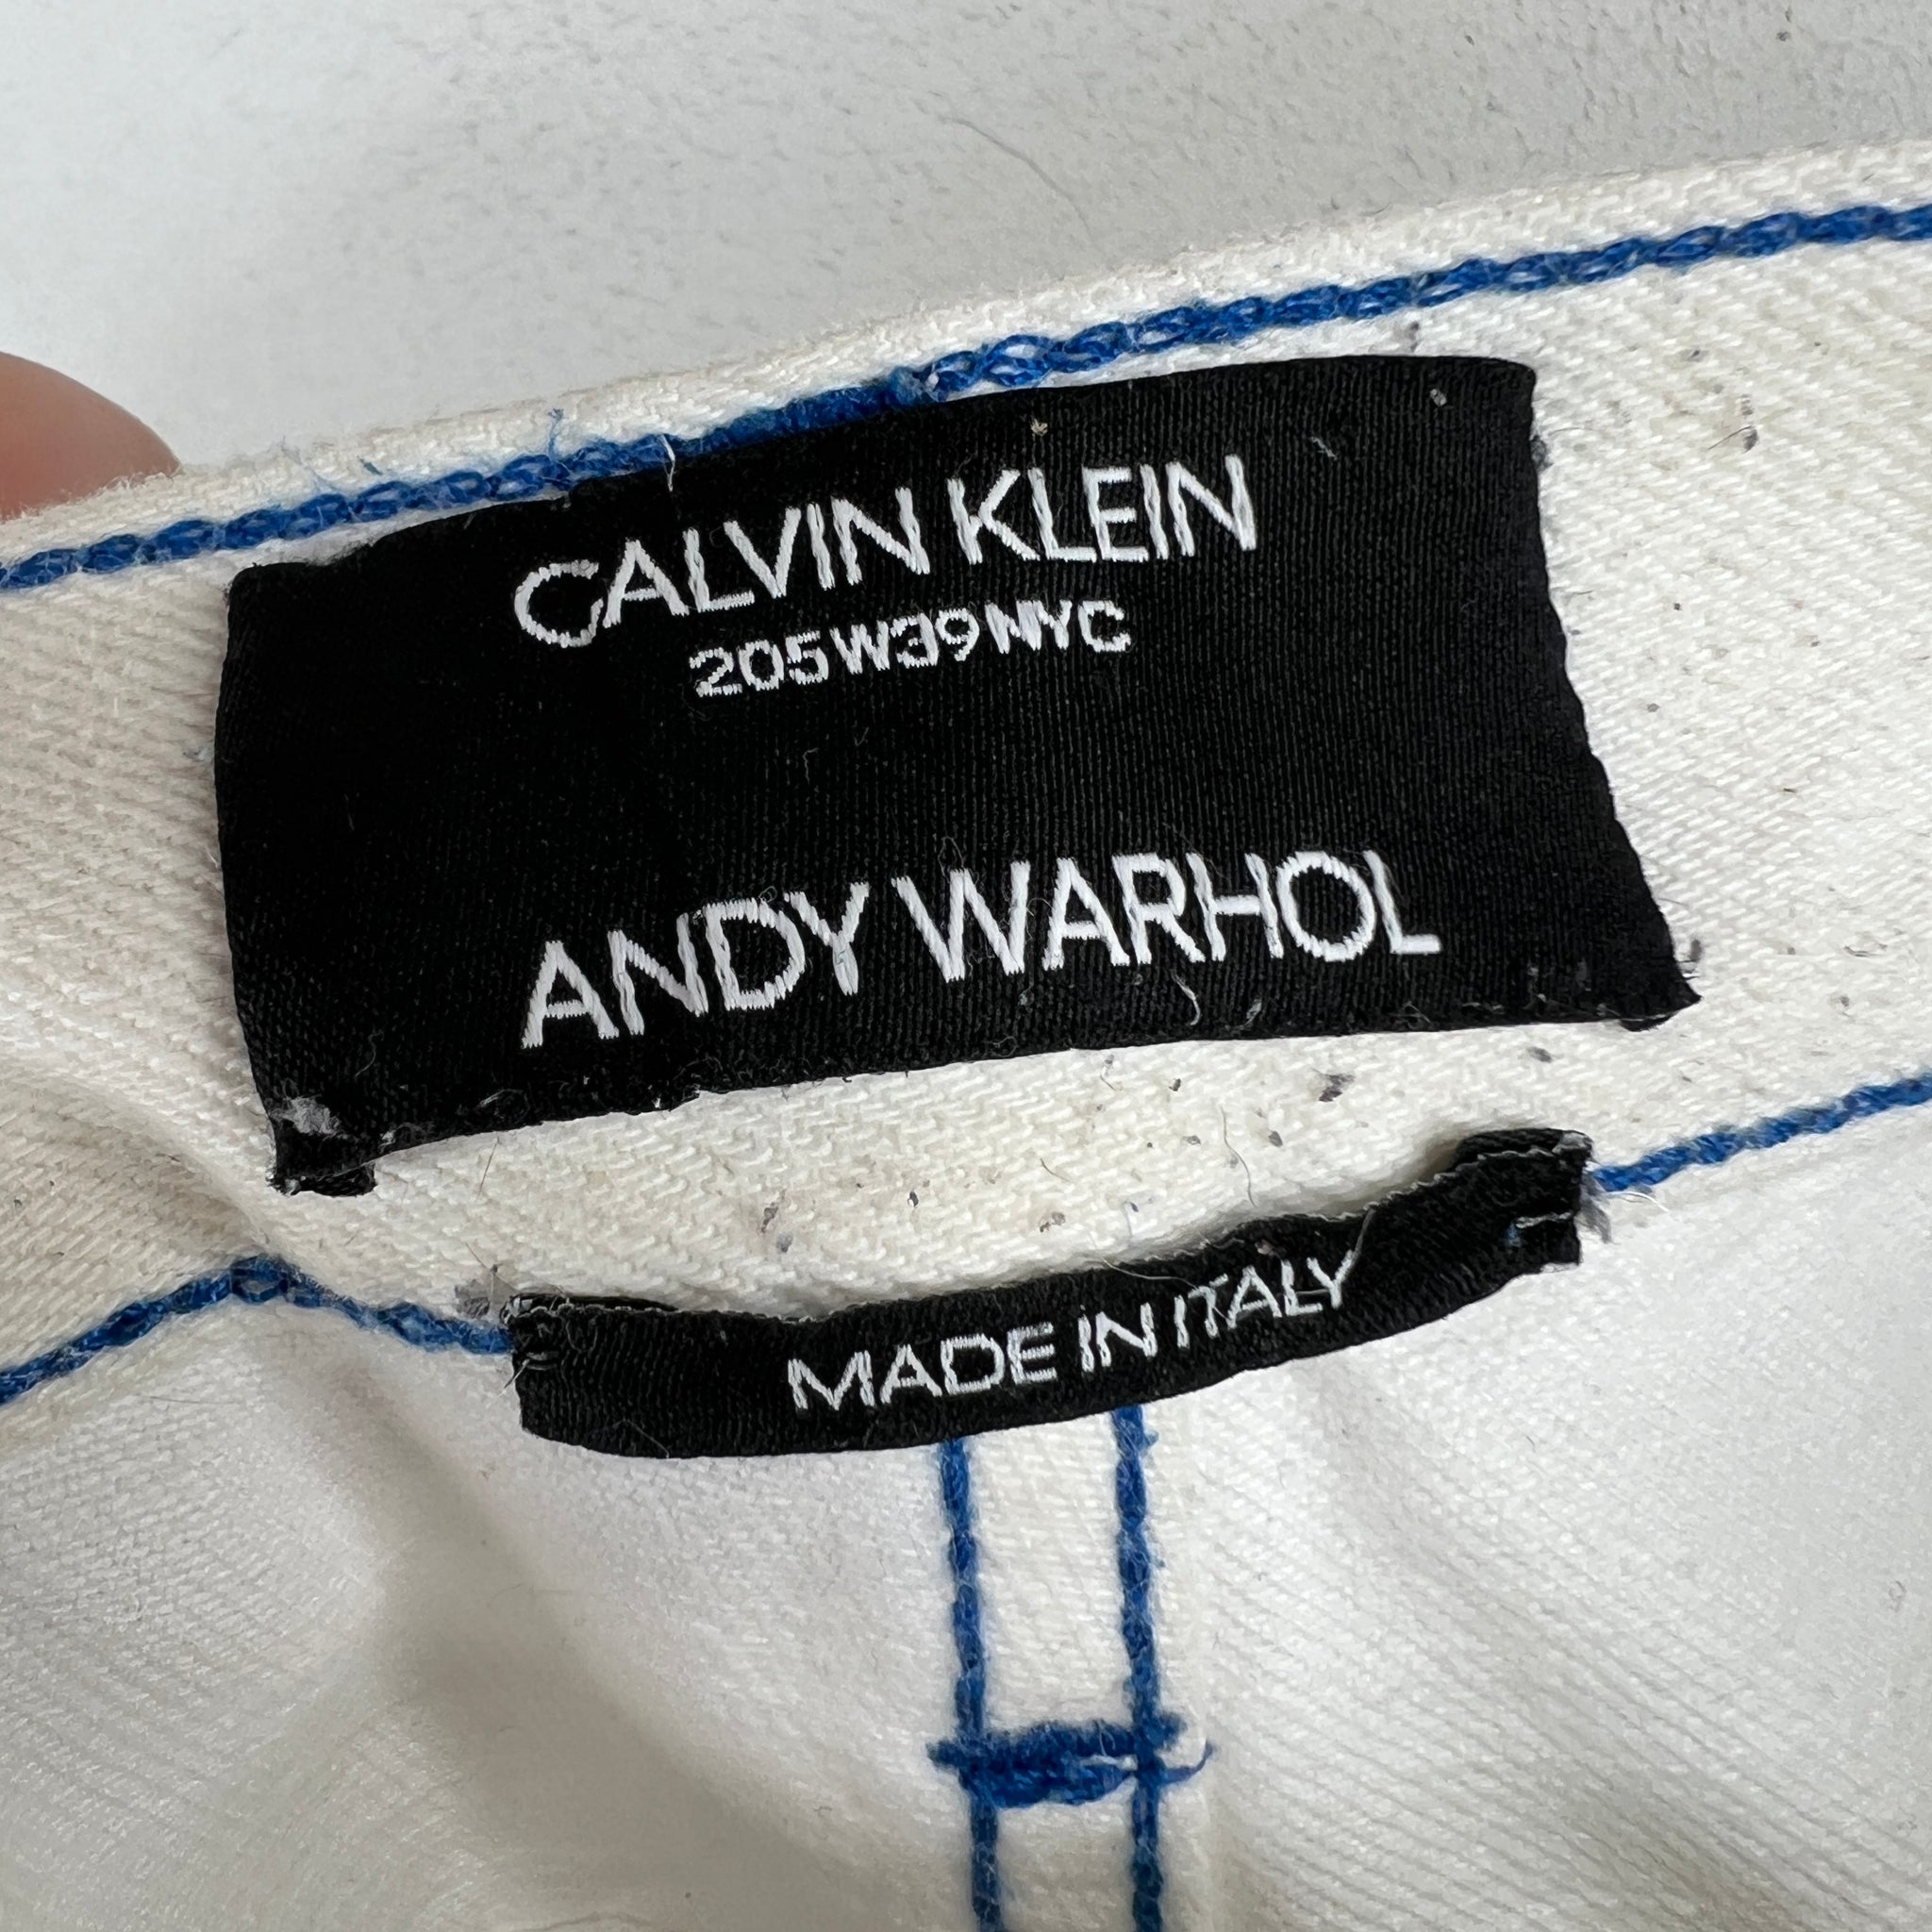 CALVIN KLEIN
205W39NYC
ANDY WARHOL
MADE IN ITALY